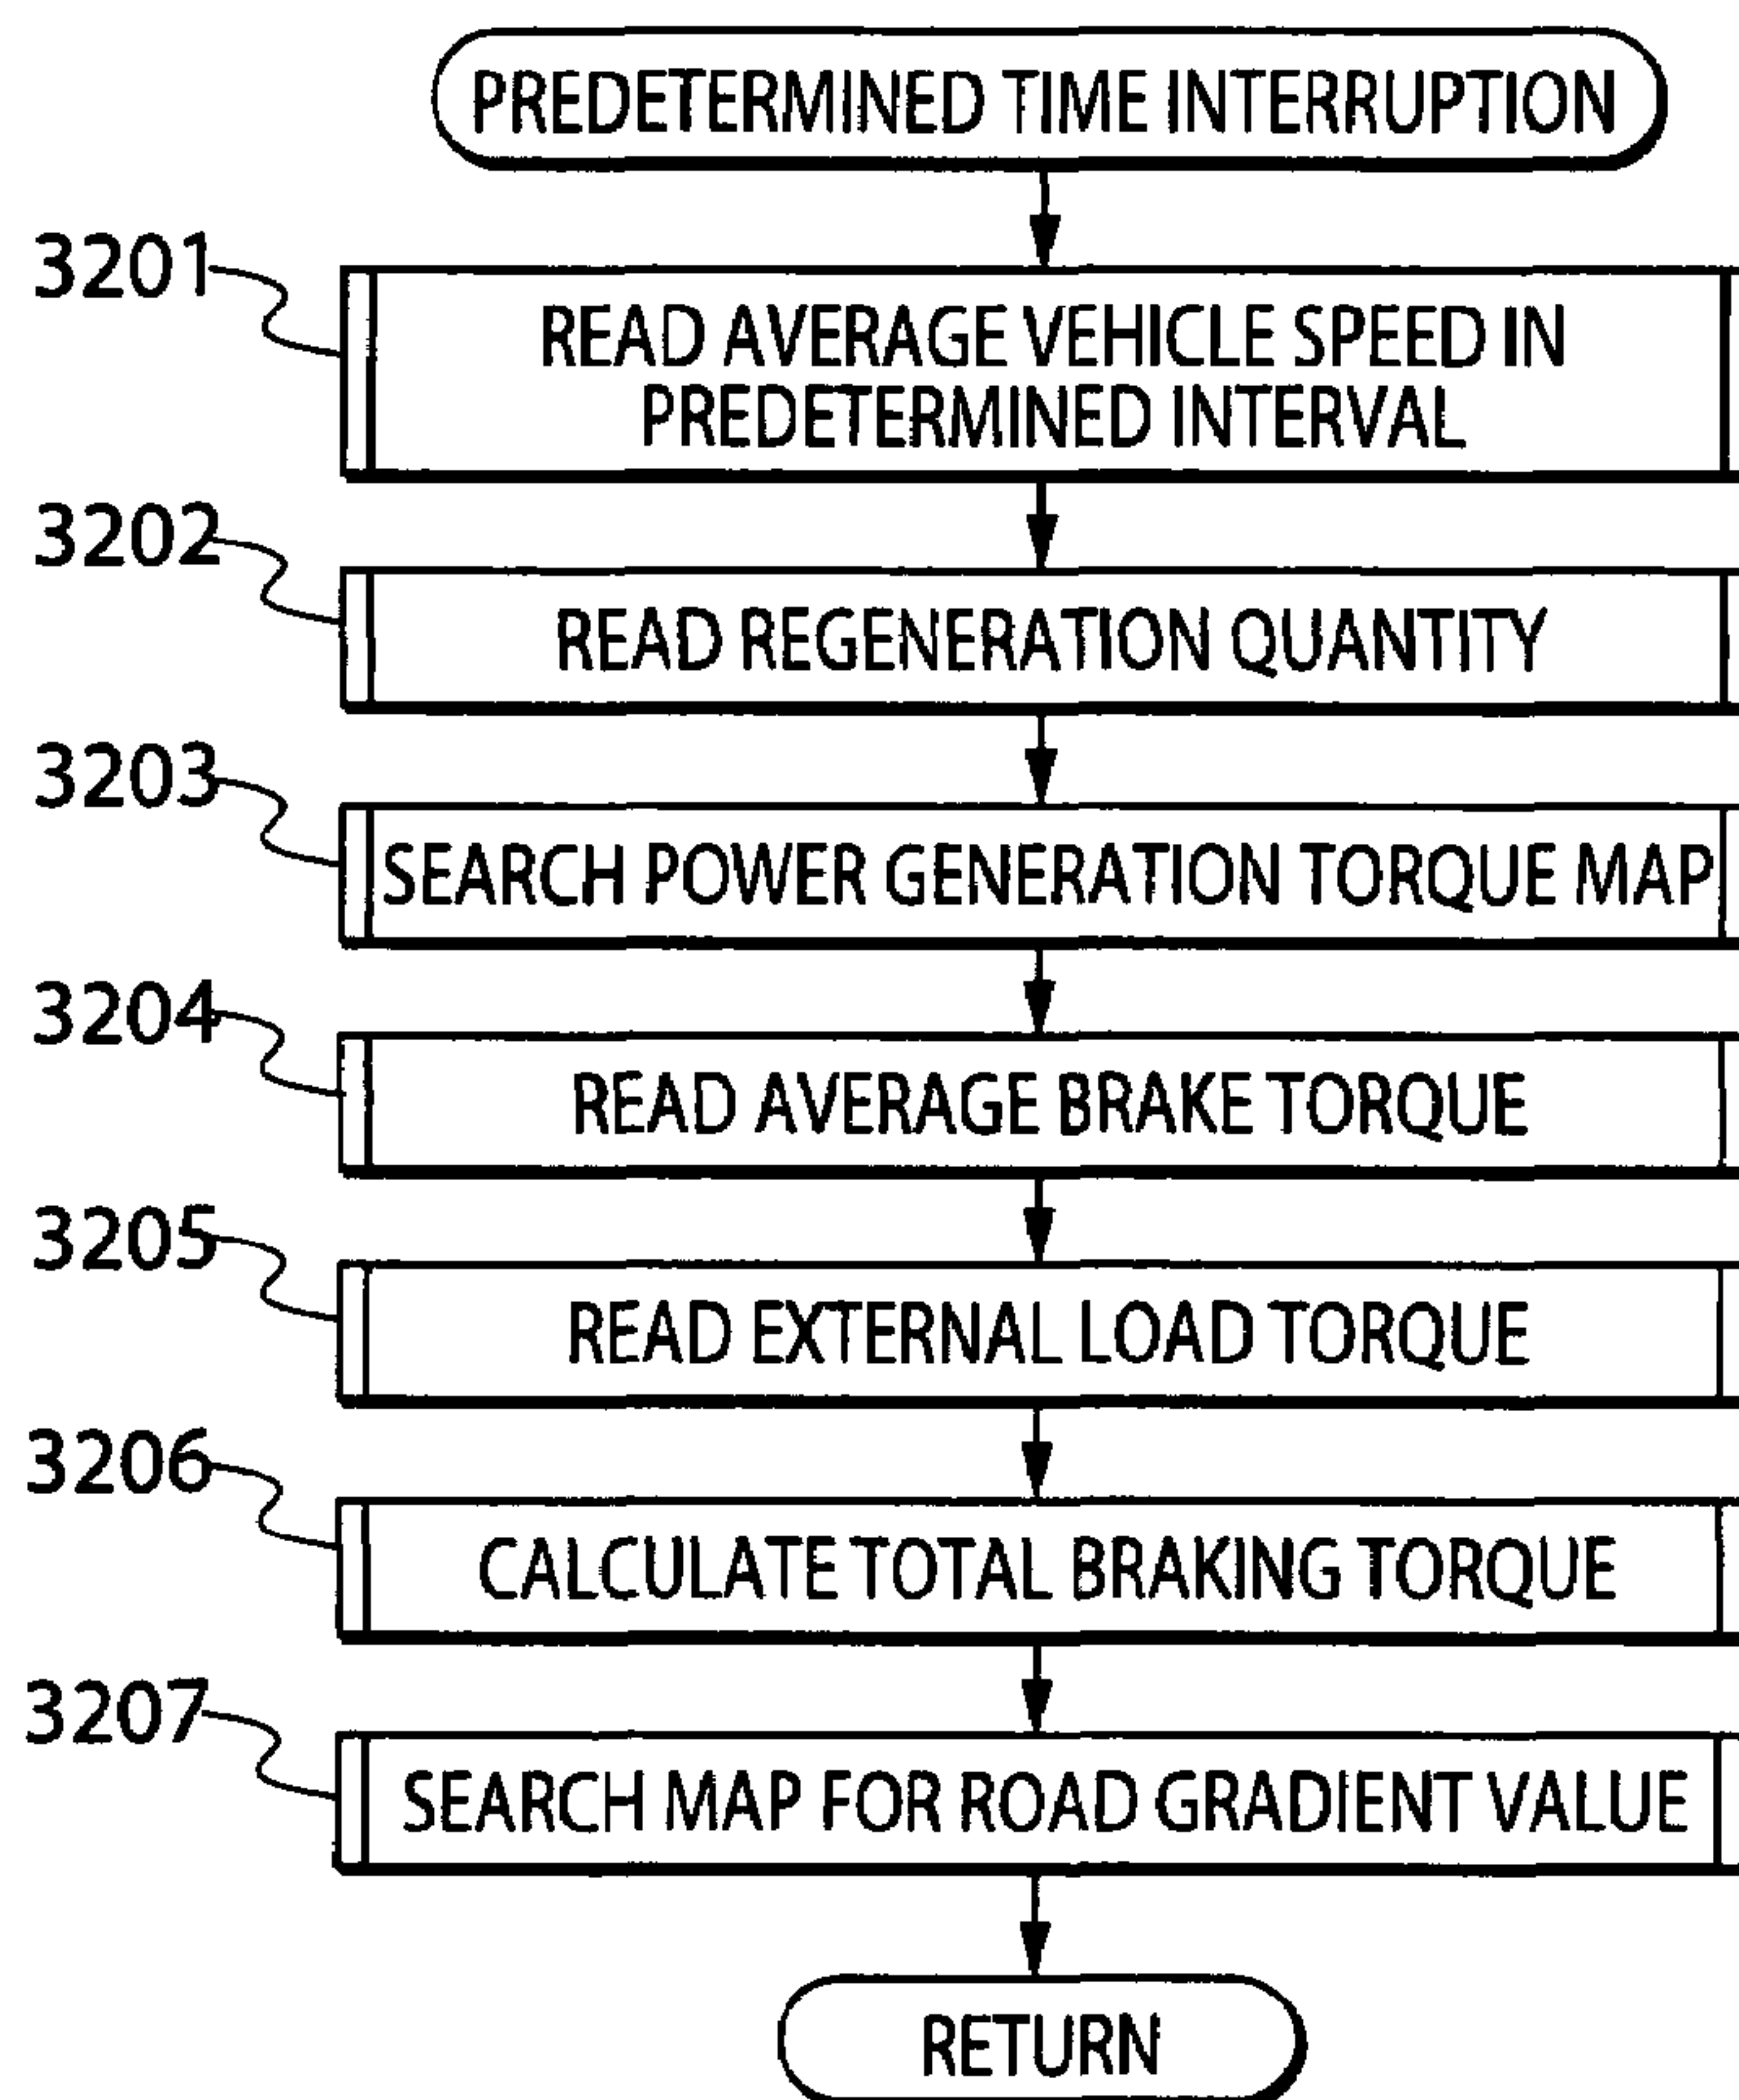 PREDETERMINED TIME INTERRUPTION
3201
READ AVERAGE VEHICLE SPEED IN
PREDETERMINED INTERVAL
3202
READ REGENERATION QUANTITY
3203
SEARCH POWER GENERATION TORQUE MAP
3204
READ AVERAGE BRAKE TORQUE
3205
READ EXTERNAL LOAD TORQUE
3206
CALCULATE TOTAL BRAKING TORQUE
3207
SEARCH MAP FOR ROAD GRADIENT VALUE
RETURN